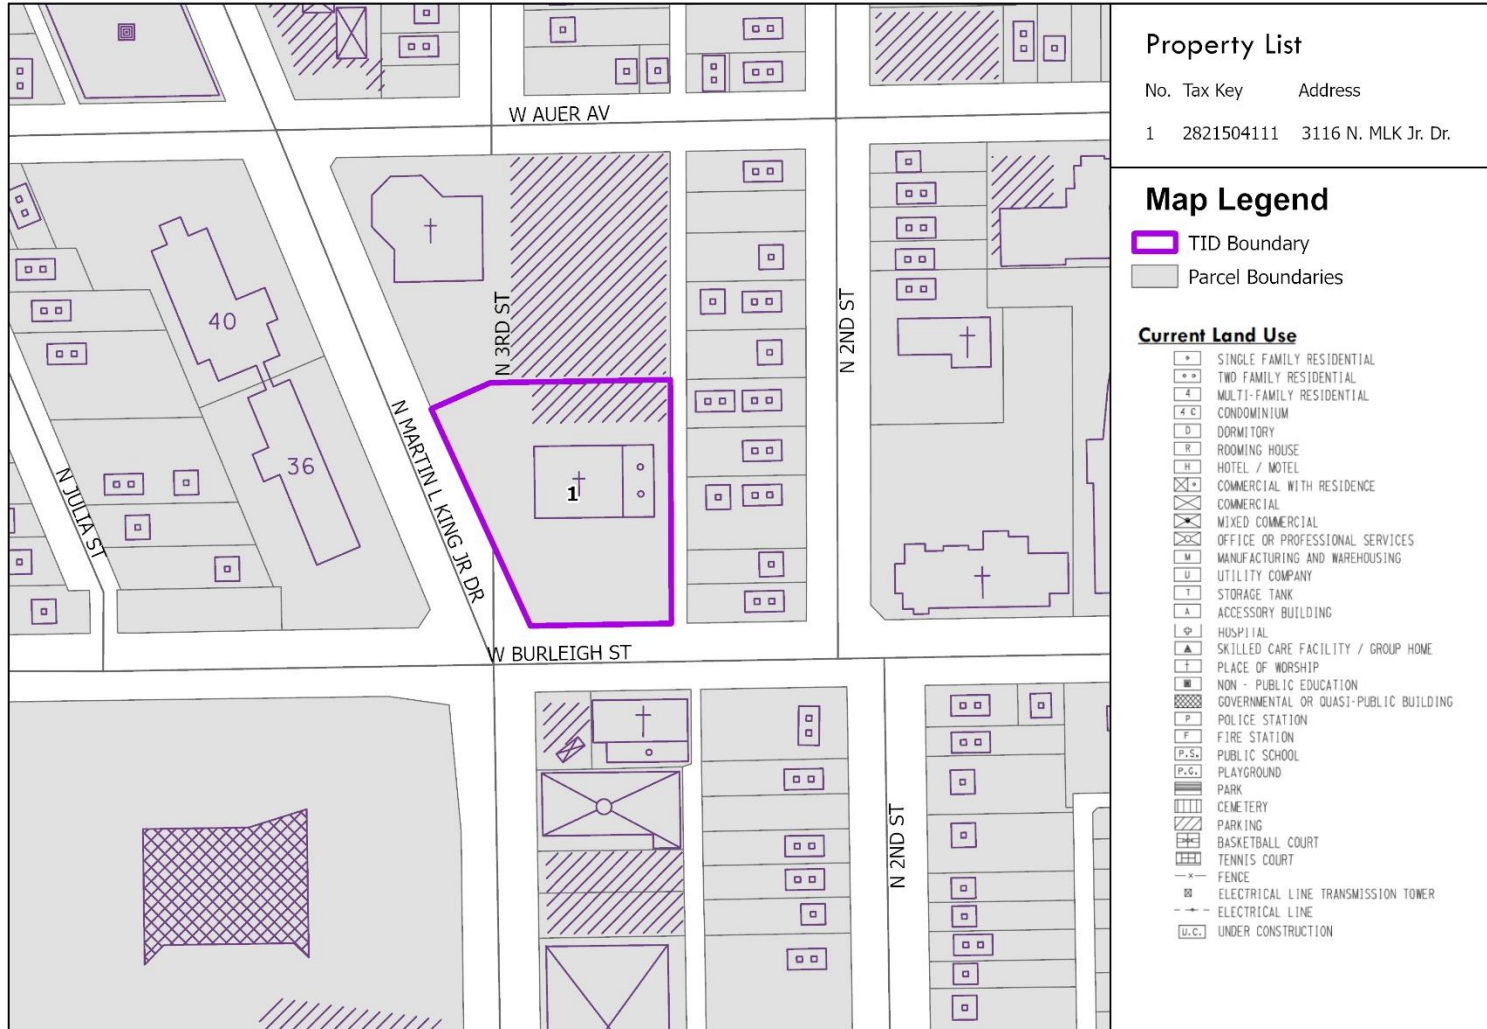 W AUER AV
N 3RD ST
N 2ND ST
40
36
N MARTIN L KING JR DR
N JULIA ST
1
W BURLEIGH ST
N 2ND ST
Property List
No. Tax Key Address
1 2821504111 3116 N. MLK Jr. Dr.
Map Legend
TID Boundary
Parcel Boundaries
Current Land Use
SINGLE FAMILY RESIDENTIAL
TWO FAMILY RESIDENTIAL
4 MULTI-FAMILY RESIDENTIAL
4 C CONDOMINIUM
D DORMITORY
R ROOMING HOUSE
H HOTEL / MOTEL
COMMERCIAL WITH RESIDENCE
COMMERCIAL
MIXED COMMERCIAL
OFFICE OR PROFESSIONAL SERVICES
M MANUFACTURING AND WAREHOUSING
U UTILITY COMPANY
T STORAGE TANK
A ACCESSORY BUILDING
HOSPITAL
SKILLED CARE FACILITY / GROUP HOME
PLACE OF WORSHIP
NON - PUBLIC EDUCATION
GOVERNMENTAL OR QUASI-PUBLIC BUILDING
P POLICE STATION
F FIRE STATION
P.S. PUBLIC SCHOOL
P.G. PLAYGROUND
PARK
CEMETERY
PARKING
BASKETBALL COURT
TENNIS COURT
FENCE
ELECTRICAL LINE TRANSMISSION TOWER
ELECTRICAL LINE
U.C. UNDER CONSTRUCTION